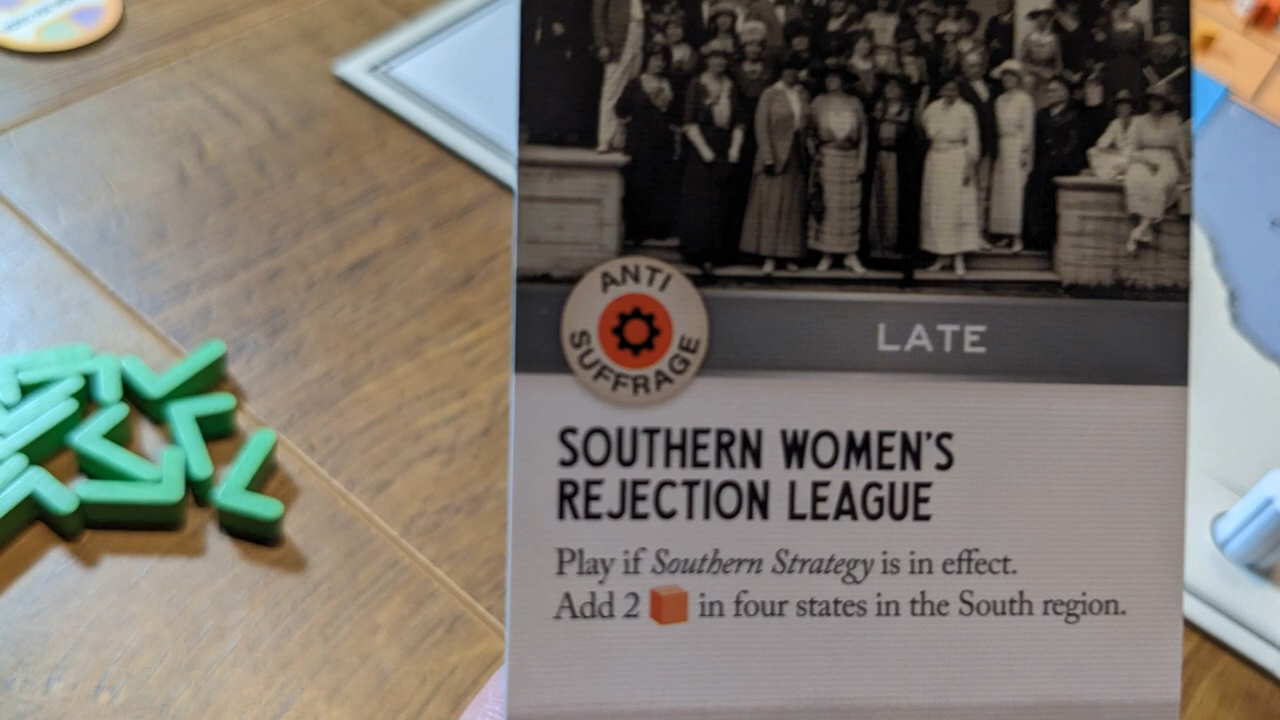 ANTI
SUFFRAGE
LATE
SOUTHERN WOMEN'S
REJECTION LEAGUE
Play if Southern Strategy is in effect.
Add 2 in four states in the South region.